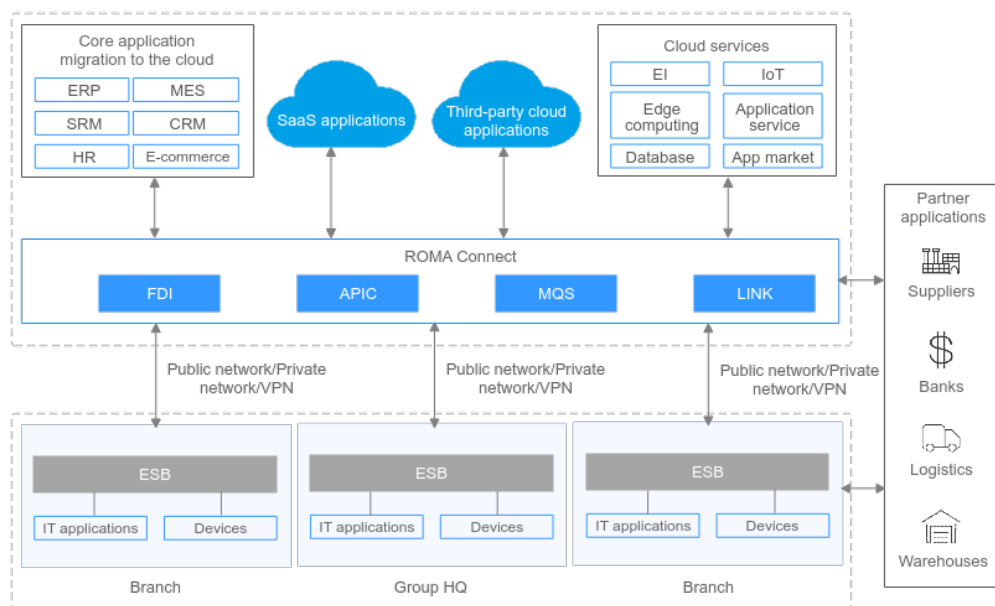 Core application
migration to the cloud
ERP
MES
SRM
CRM
HR
E-commerce
SaaS applications
Third-party cloud
applications
Cloud services
EI
IoT
Edge
computing
Application
service
Database
App market
ROMA Connect
FDI
APIC
MQS
LINK
Public network/Private
network/VPN
Public network/Private
network/VPN
Public network/Private
network/VPN
ESB
IT applications
Devices
Branch
ESB
IT applications
Devices
Group HQ
ESB
IT applications
Devices
Branch
Partner
applications
Suppliers
$
Banks
Logistics
Warehouses